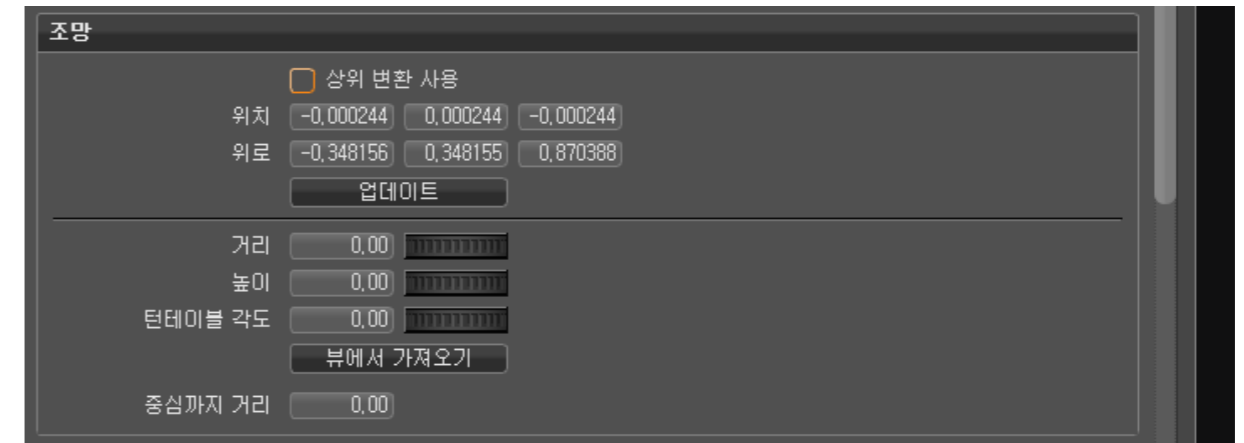 조망
상위 변환 사용
위치 -0,000244 0,000244 -0,000244
위로 -0,348156 0,348155 0,870388
업데이트
거리 0,00
높이 0,00
턴테이블 각도 0,00
뷰에서 가져오기
중심까지 거리 0,00